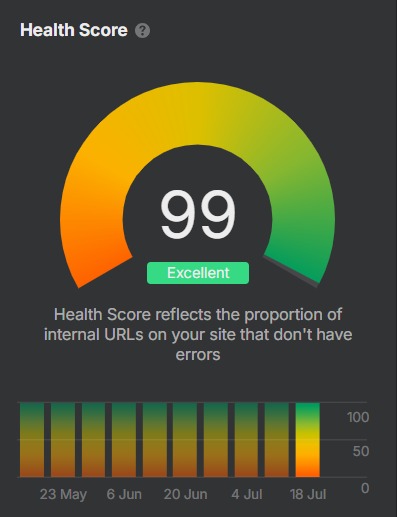 Health Score ?
99
Excellent
Health Score reflects the proportion of
internal URLs on your site that don't have
errors
100
50
0
23 May 6 Jun 20 Jun 4 Jul 18 Jul